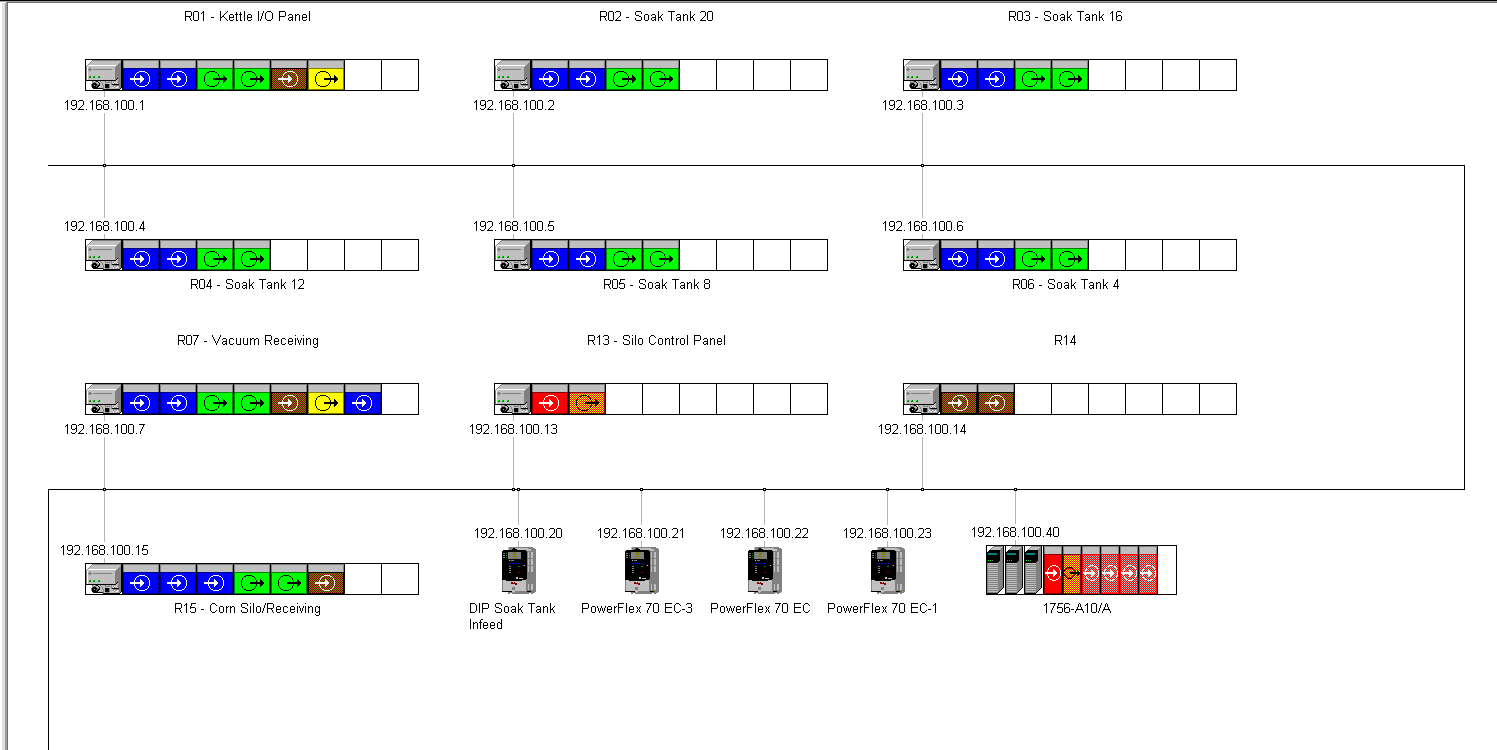 R01 - Kettle I/O Panel
R02 - Soak Tank 20
R03 - Soak Tank 16
192.168.100.1
192.168.100.2
192.168.100.3
192.168.100.4
192.168.100.5
192.168.100.6
R04 - Soak Tank 12
R05 - Soak Tank 8
R06 - Soak Tank 4
R07 - Vacuum Receiving
R13 - Silo Control Panel
R14
192.168.100.7
192.168.100.13
192.168.100.14
192.168.100.20
192.168.100.21
192.168.100.22
192.168.100.23
192.168.100.40
192.168.100.15
R15 - Corn Silo/Receiving
DIP Soak Tank
Infeed
PowerFlex 70 EC-3
PowerFlex 70 EC
PowerFlex 70 EC-1
1756-A10/A